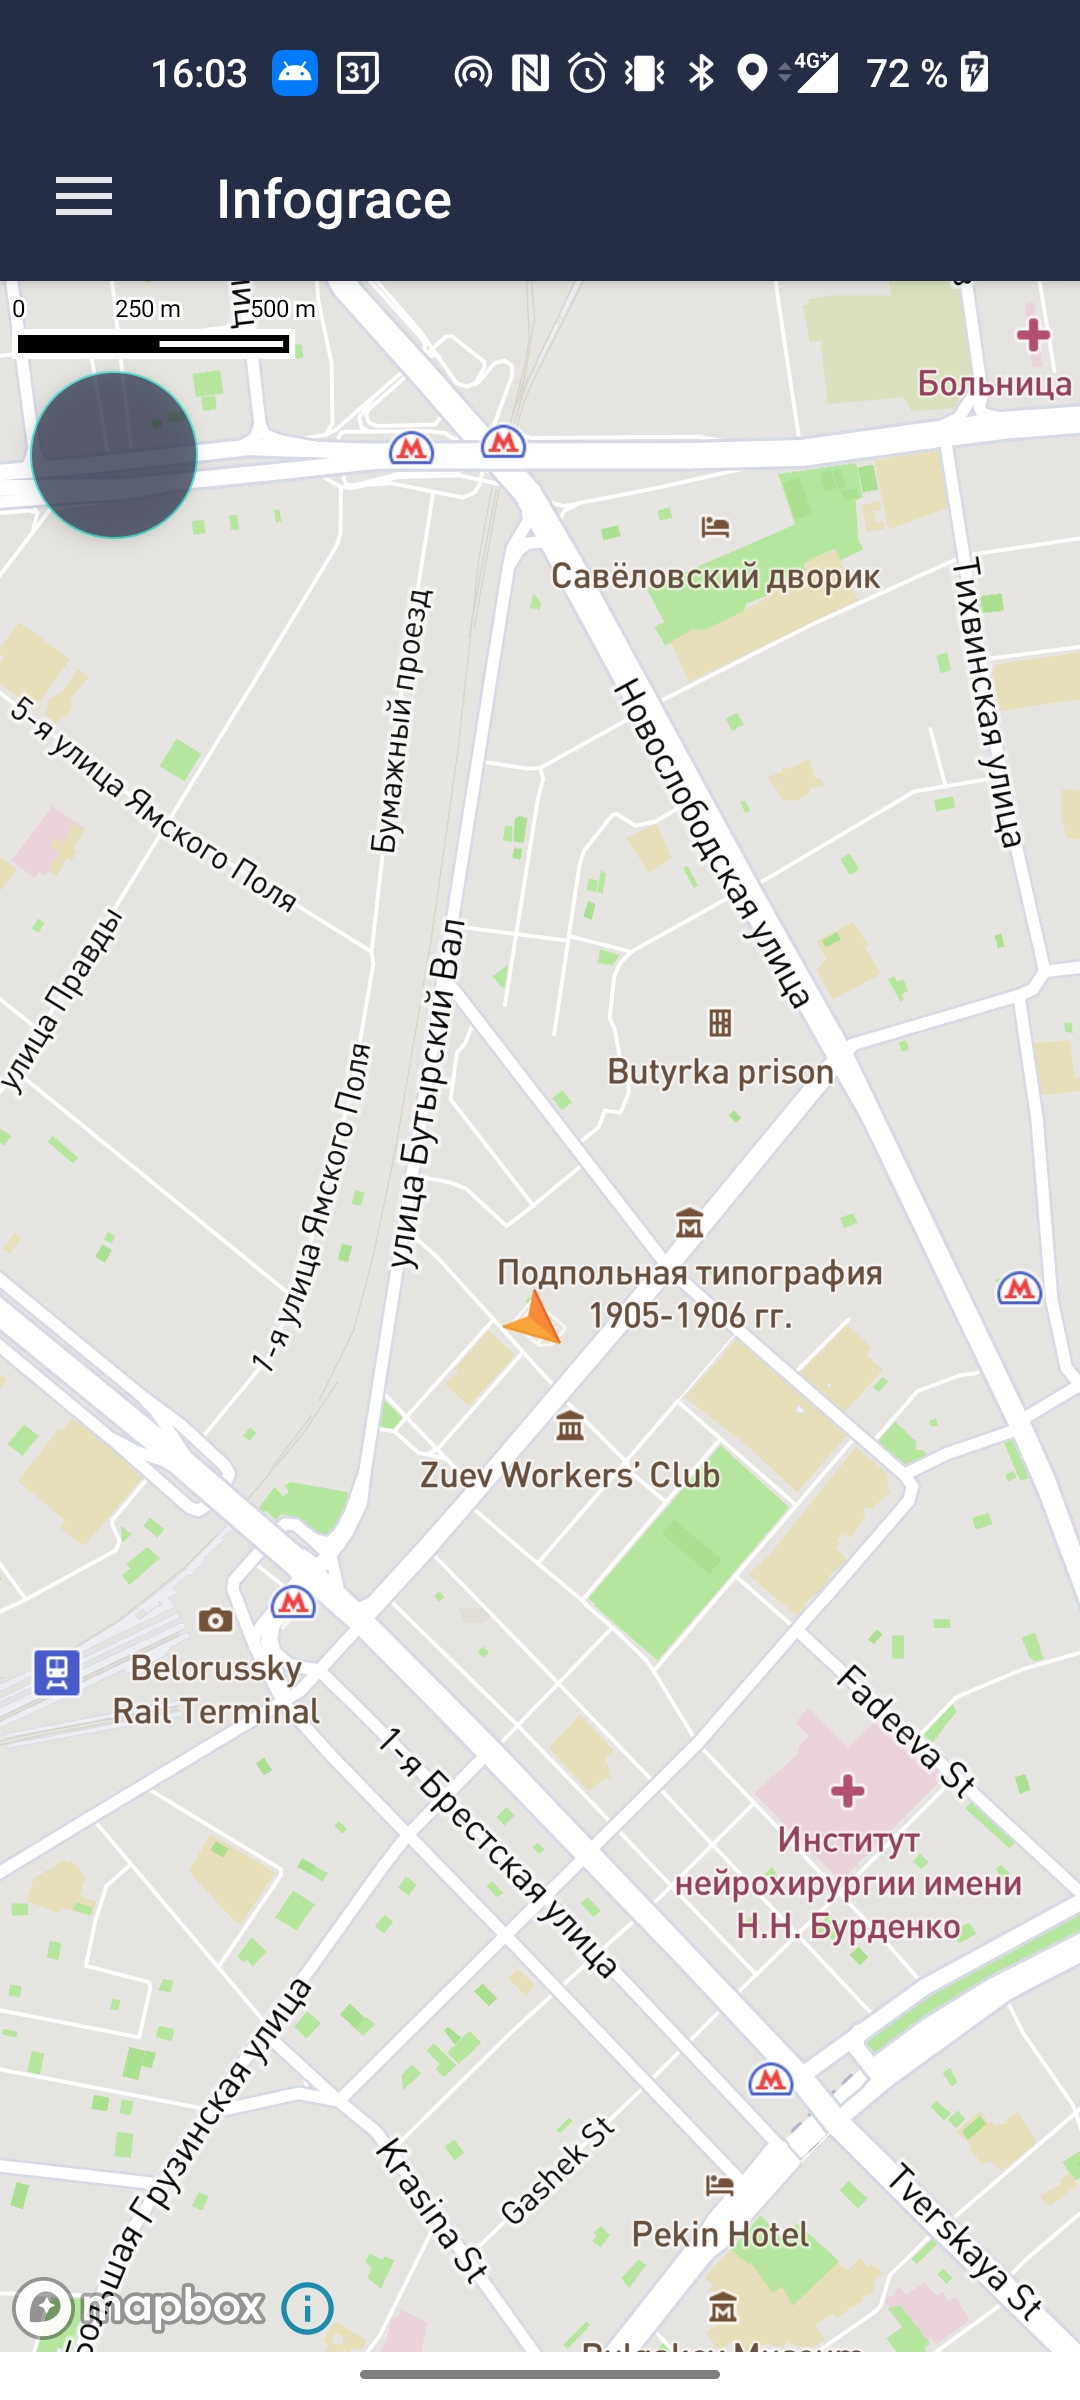 16:03
31
4G+
72 %
Infograce
0 250 m 500 m
Больница
Савёловский дворик
Тихвинская улица
Бумажный проезд
Новослободская улица
5-я улица Ямского Поля
улица Правды
улица Бутырский Вал
Butyrka prison
1-я улица Ямского Поля
Подпольная типография
1905-1906 гг.
Zuev Workers’ Club
Belorussky
Rail Terminal
Fadeeva St
1-я Брестская улица
Институт
нейрохирургии имени
Н.Н. Бурденко
Большая Грузинская улица
Krasina St
Gashek St
Tverskaya St
Pekin Hotel
mapbox
Bulgakov Museum